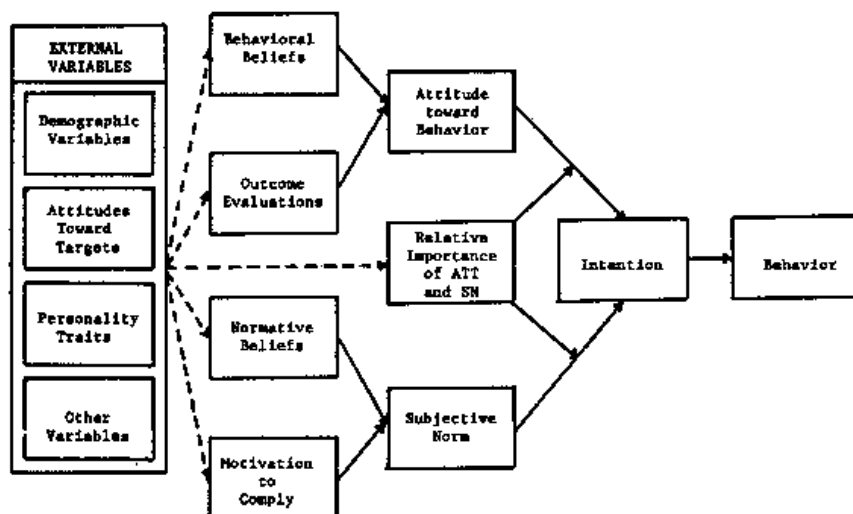 EXTERNAL
VARIABLES
Demographic
Variables
Attitudes
Toward
Targets
Personality
Traits
Other
Variables
Behavioral
Beliefs
Outcome
Evaluations
Normative
Beliefs
Motivation
to
Comply
Attitude
toward
Behavior
Relative
Importance
of ATT
and SN
Subjective
Norm
Intention
Behavior